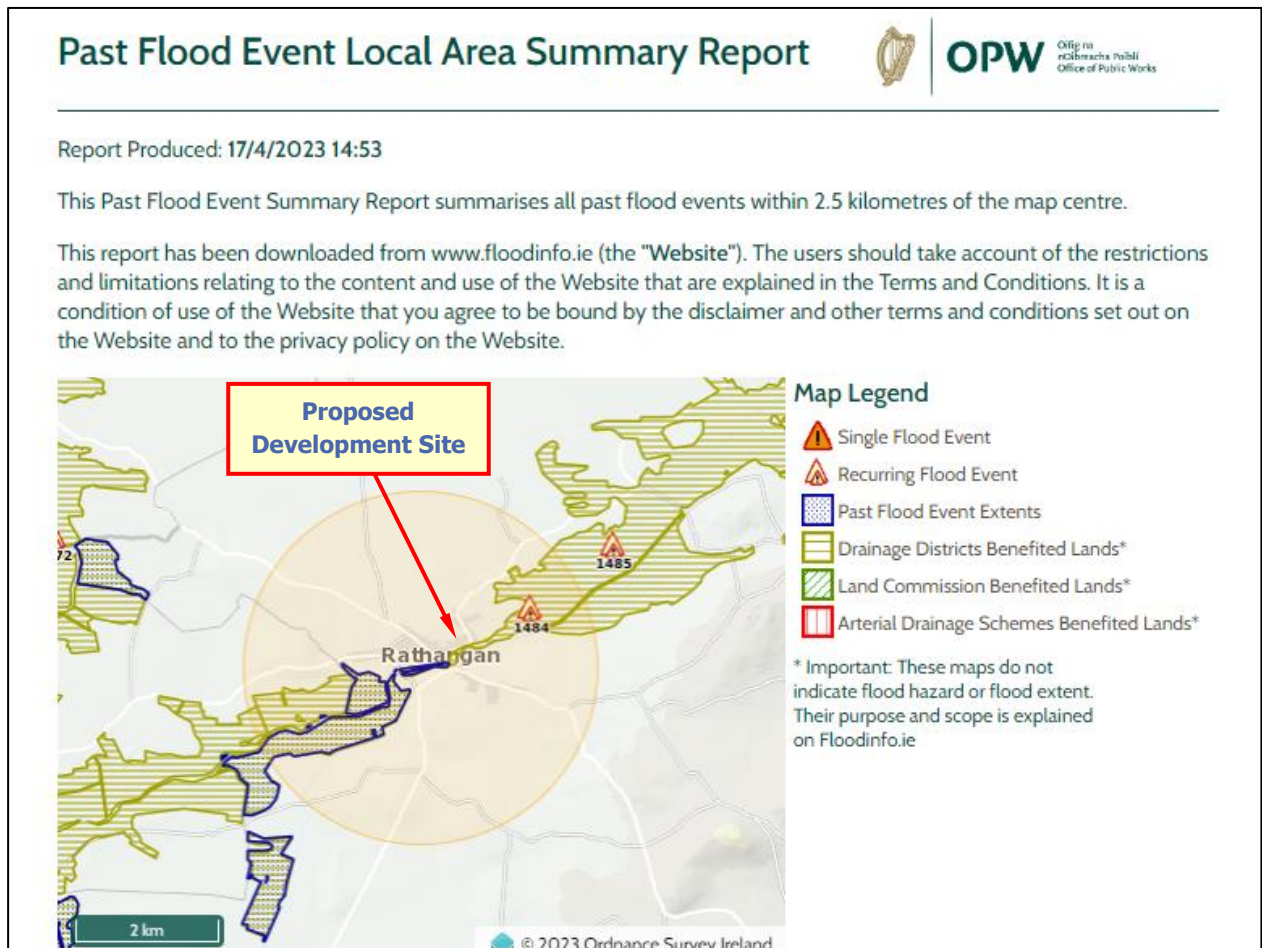 Past Flood Event Local Area Summary Report
OPW
Oifig na
nOibreacha Poiblí
Office of Public Works
Report Produced: 17/4/2023 14:53
This Past Flood Event Summary Report summarises all past flood events within 2.5 kilometres of the map centre.
This report has been downloaded from www.floodinfo.ie (the "Website"). The users should take account of the restrictions
and limitations relating to the content and use of the Website that are explained in the Terms and Conditions. It is a
condition of use of the Website that you agree to be bound by the disclaimer and other terms and conditions set out on
the Website and to the privacy policy on the Website.
Proposed
Development Site
72
1485
1484
Rathangan
2 km
© 2023 Ordnance Survey Ireland
Map Legend
Single Flood Event
Recurring Flood Event
Past Flood Event Extents
Drainage Districts Benefited Lands*
Land Commission Benefited Lands*
Arterial Drainage Schemes Benefited Lands*
* Important: These maps do not
indicate flood hazard or flood extent.
Their purpose and scope is explained
on Floodinfo.ie